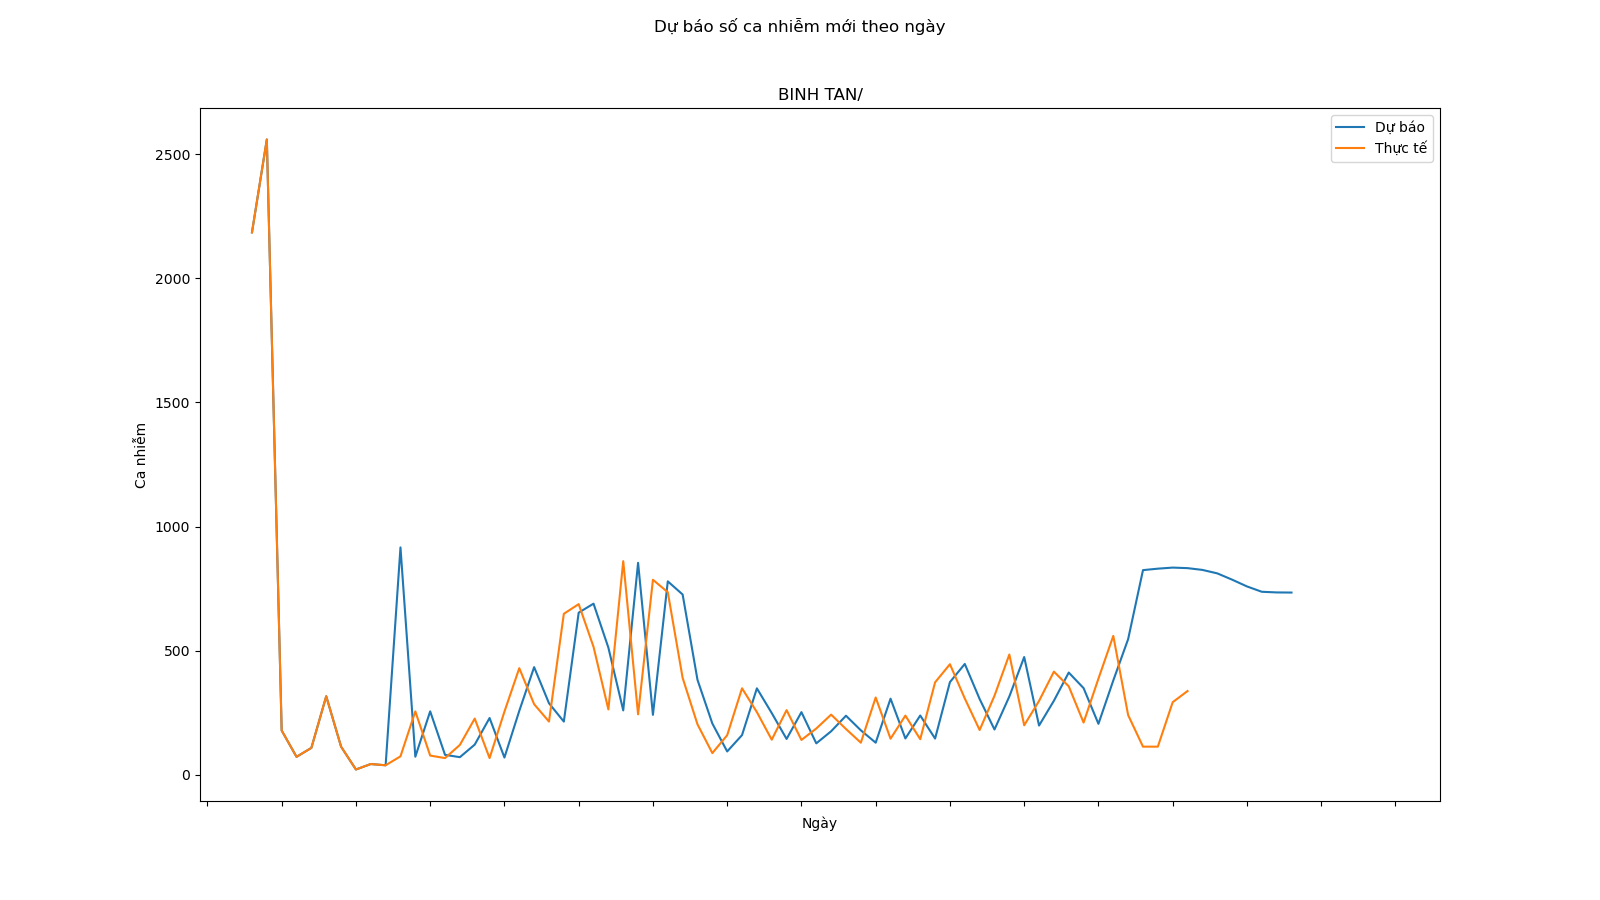 Dự báo số ca nhiễm mới theo ngày
BINH TAN/
Dự báo
Thực tế
2500
2000
1500
1000
500
0
Ca nhiễm
Ngày